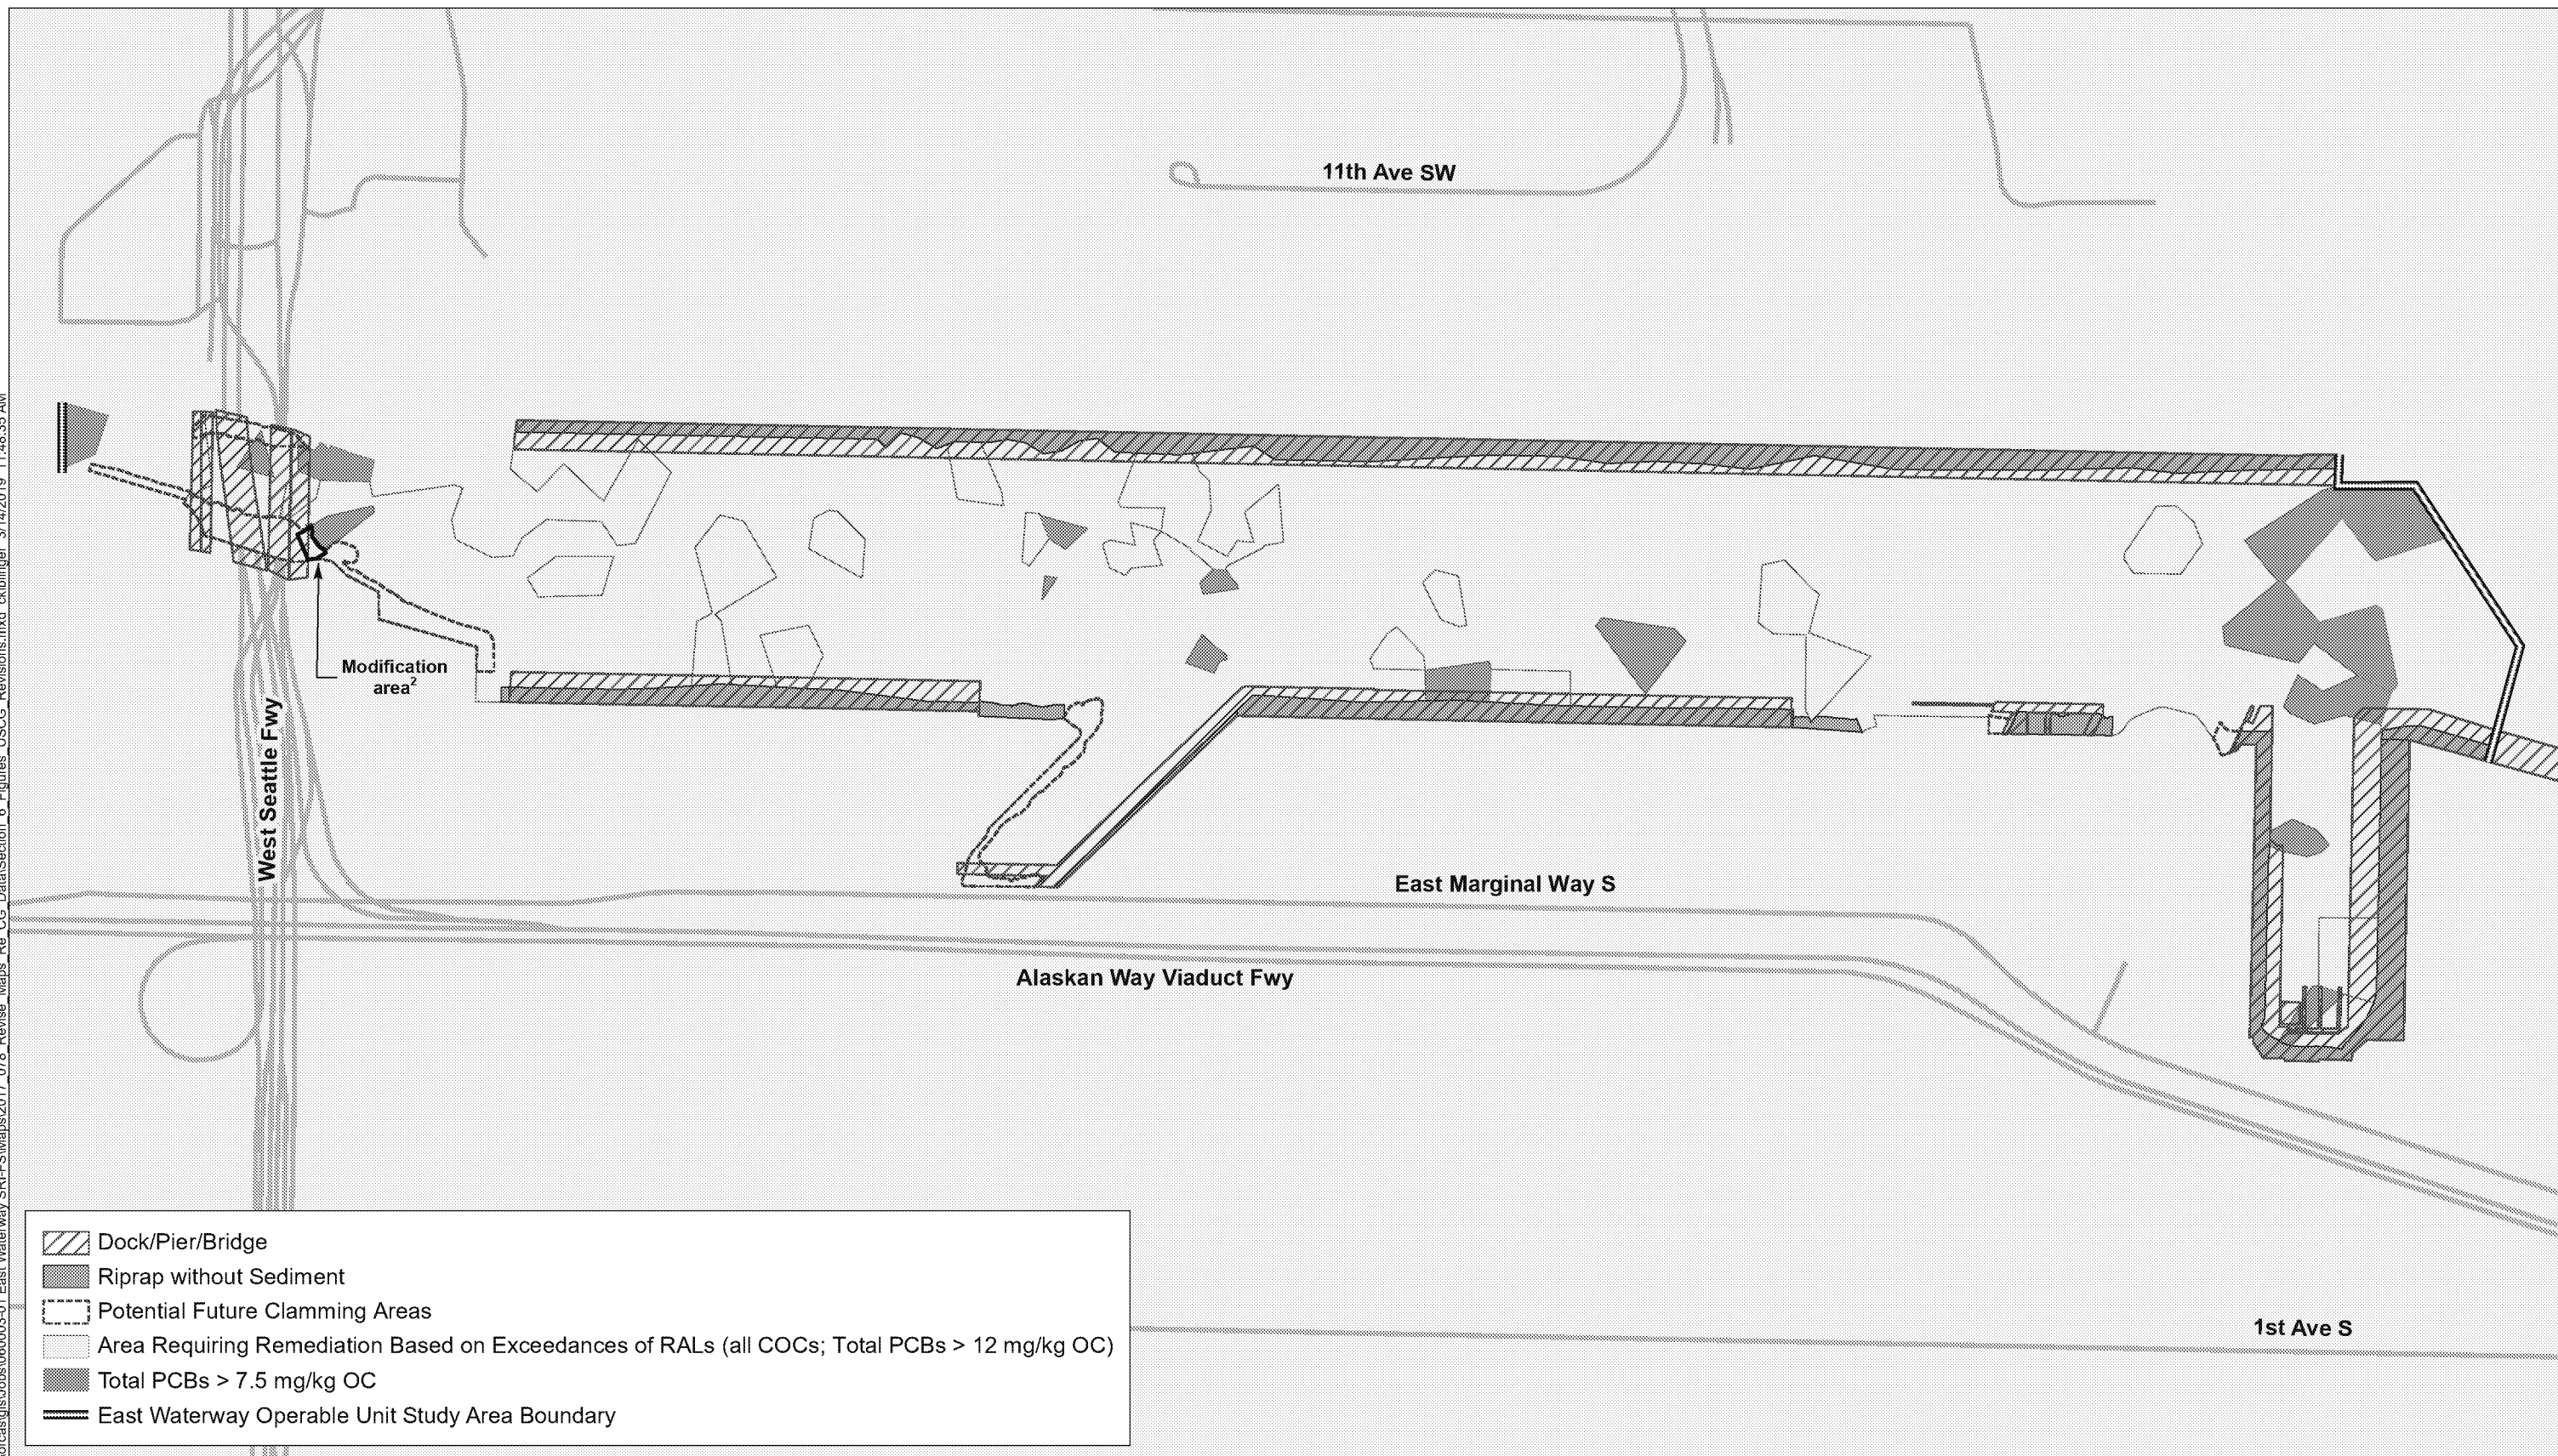 11th Ave SW
Modification
area2
West Seattle Fwy
East Marginal Way S
Alaskan Way Viaduct Fwy
1st Ave S
Dock/Pier/Bridge
Riprap without Sediment
Potential Future Clamming Areas
Area Requiring Remediation Based on Exceedances of RALs (all COCs; Total PCBs > 12 mg/kg OC)
Total PCBs > 7.5 mg/kg OC
East Waterway Operable Unit Study Area Boundary